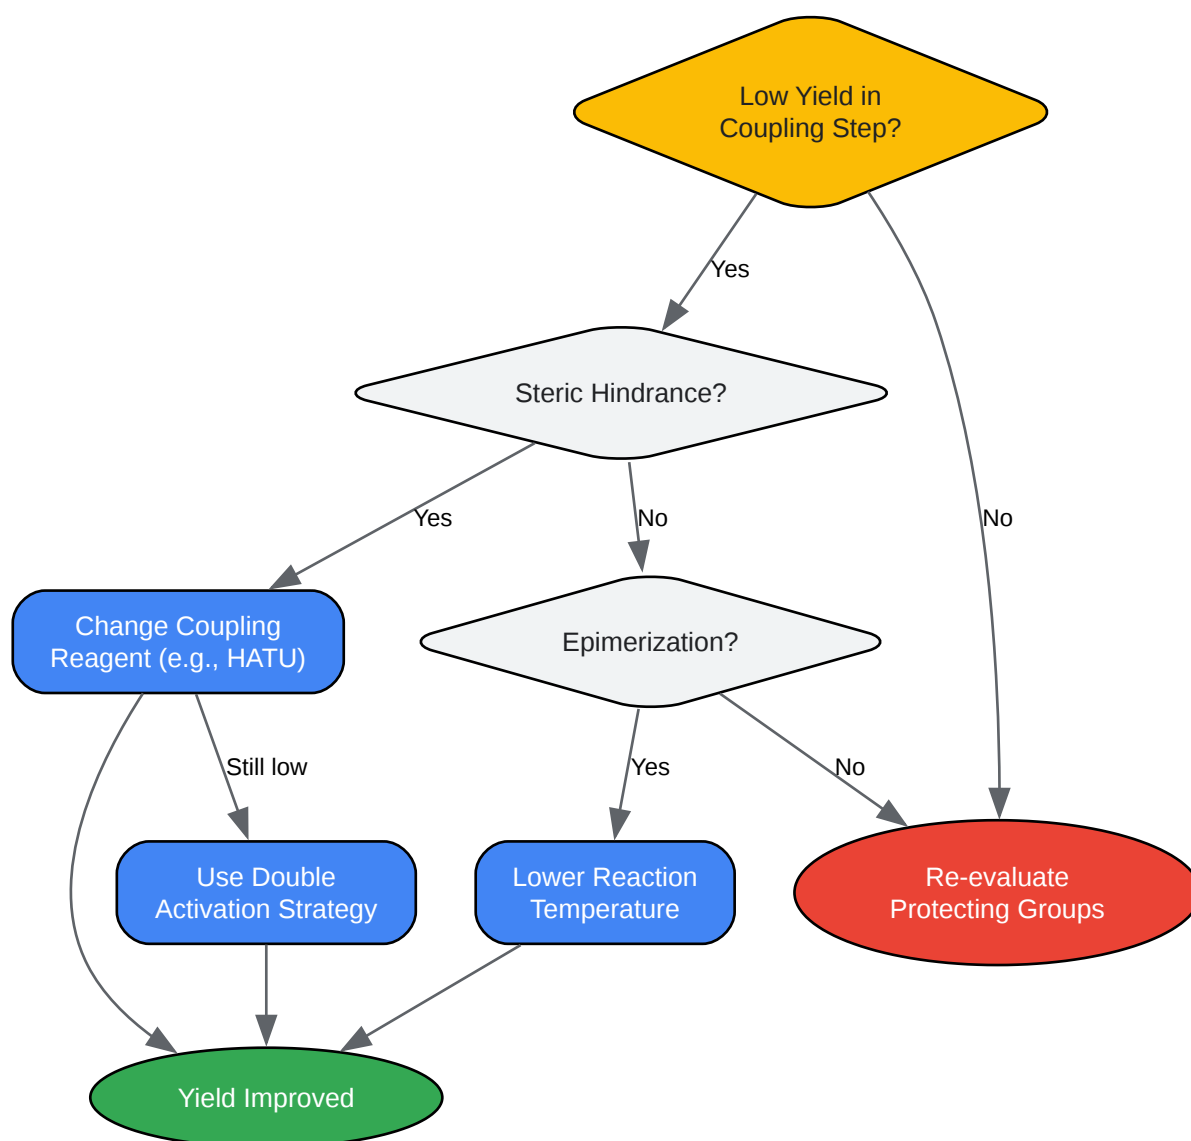 Low Yield in
Coupling Step?
Yes
Steric Hindrance?
Yes
No
No
Change Coupling
Reagent (e.g., HATU)
Epimerization?
Still low
Yes
No
Use Double
Activation Strategy
Lower Reaction
Temperature
Re-evaluate
Protecting Groups
Yield Improved